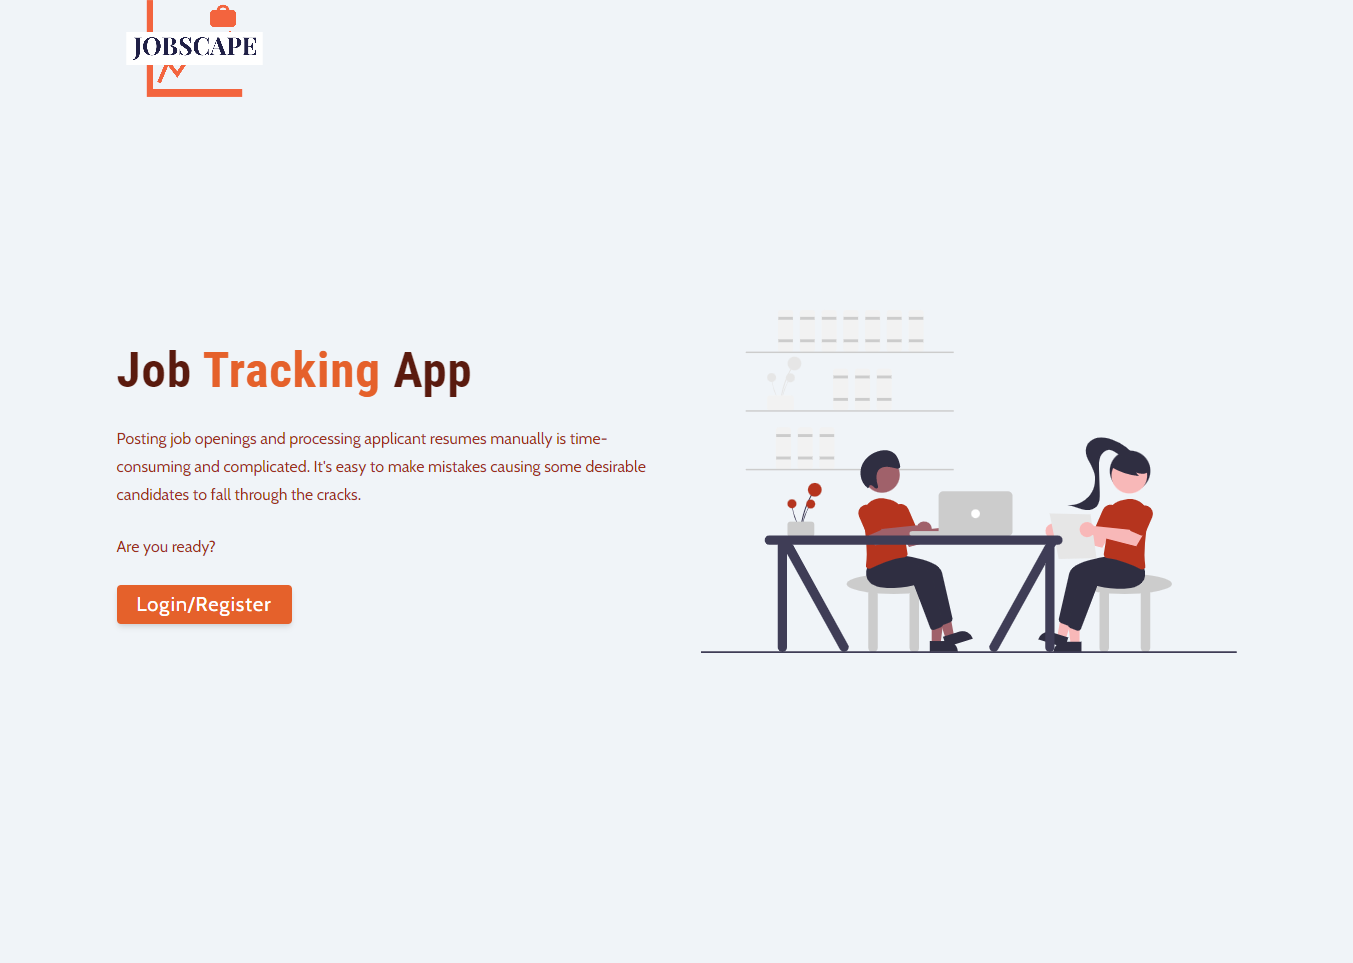 JOBSCAPE
Job Tracking App
Posting job openings and processing applicant resumes manually is time-
consuming and complicated. It's easy to make mistakes causing some desirable
candidates to fall through the cracks.
Are you ready?
Login/Register